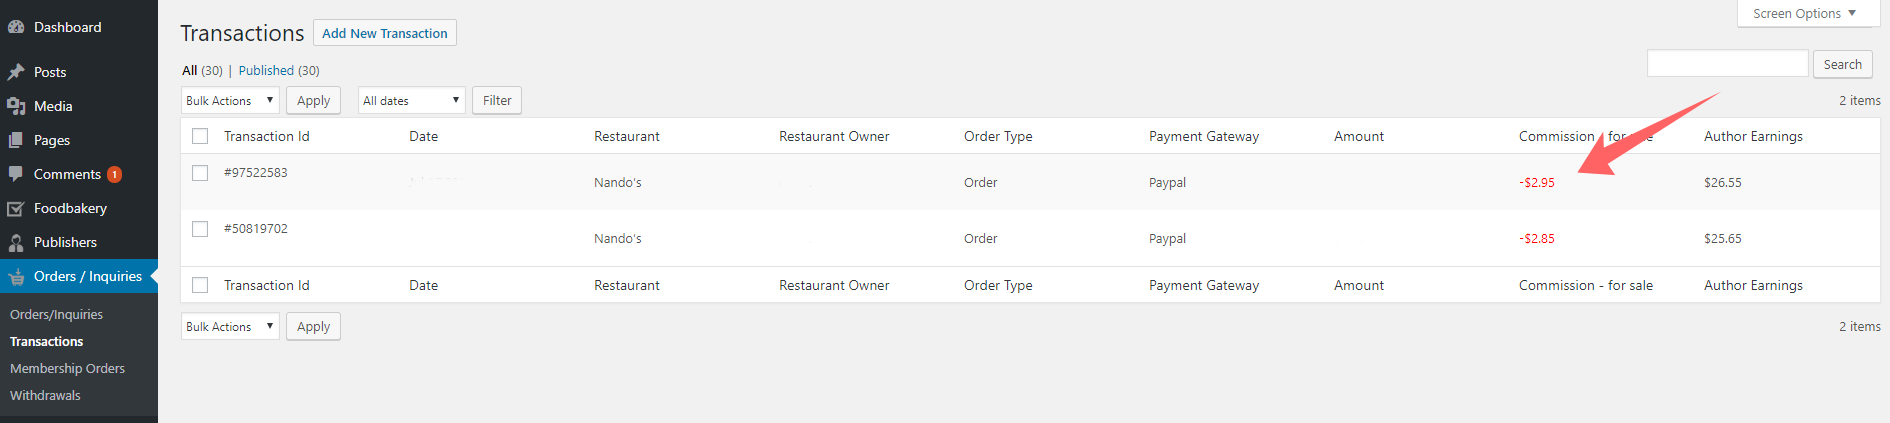 Dashboard
Posts
Media
Pages
Comments 1
Foodbakery
Publishers
Orders / Inquiries
Orders/Inquiries
Transactions
Membership Orders
Withdrawals
Screen Options ▼
Transactions Add New Transaction
All (30) | Published (30)
Search
Bulk Actions ▼ Apply All dates ▼ Filter
2 items
Transaction Id Date Restaurant Restaurant Owner Order Type Payment Gateway Amount Commission - for sale Author Earnings
#97522583 Nando's Order Paypal -$2.95 $26.55
#50819702 Nando's Order Paypal -$2.85 $25.65
Transaction Id Date Restaurant Restaurant Owner Order Type Payment Gateway Amount Commission - for sale Author Earnings
Bulk Actions ▼ Apply
2 items